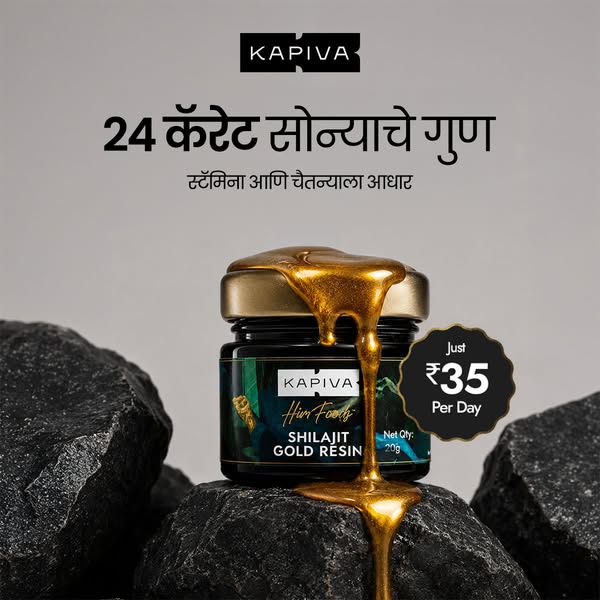 KAPIVA
24 कॅरेट सोन्याचे गुण
स्टॅमिना आणि चैतन्याला आधार
Just
₹35
Per Day
KAPIVA
Him Foods
SHILAJIT
GOLD RESIN
Net Qty:
20g